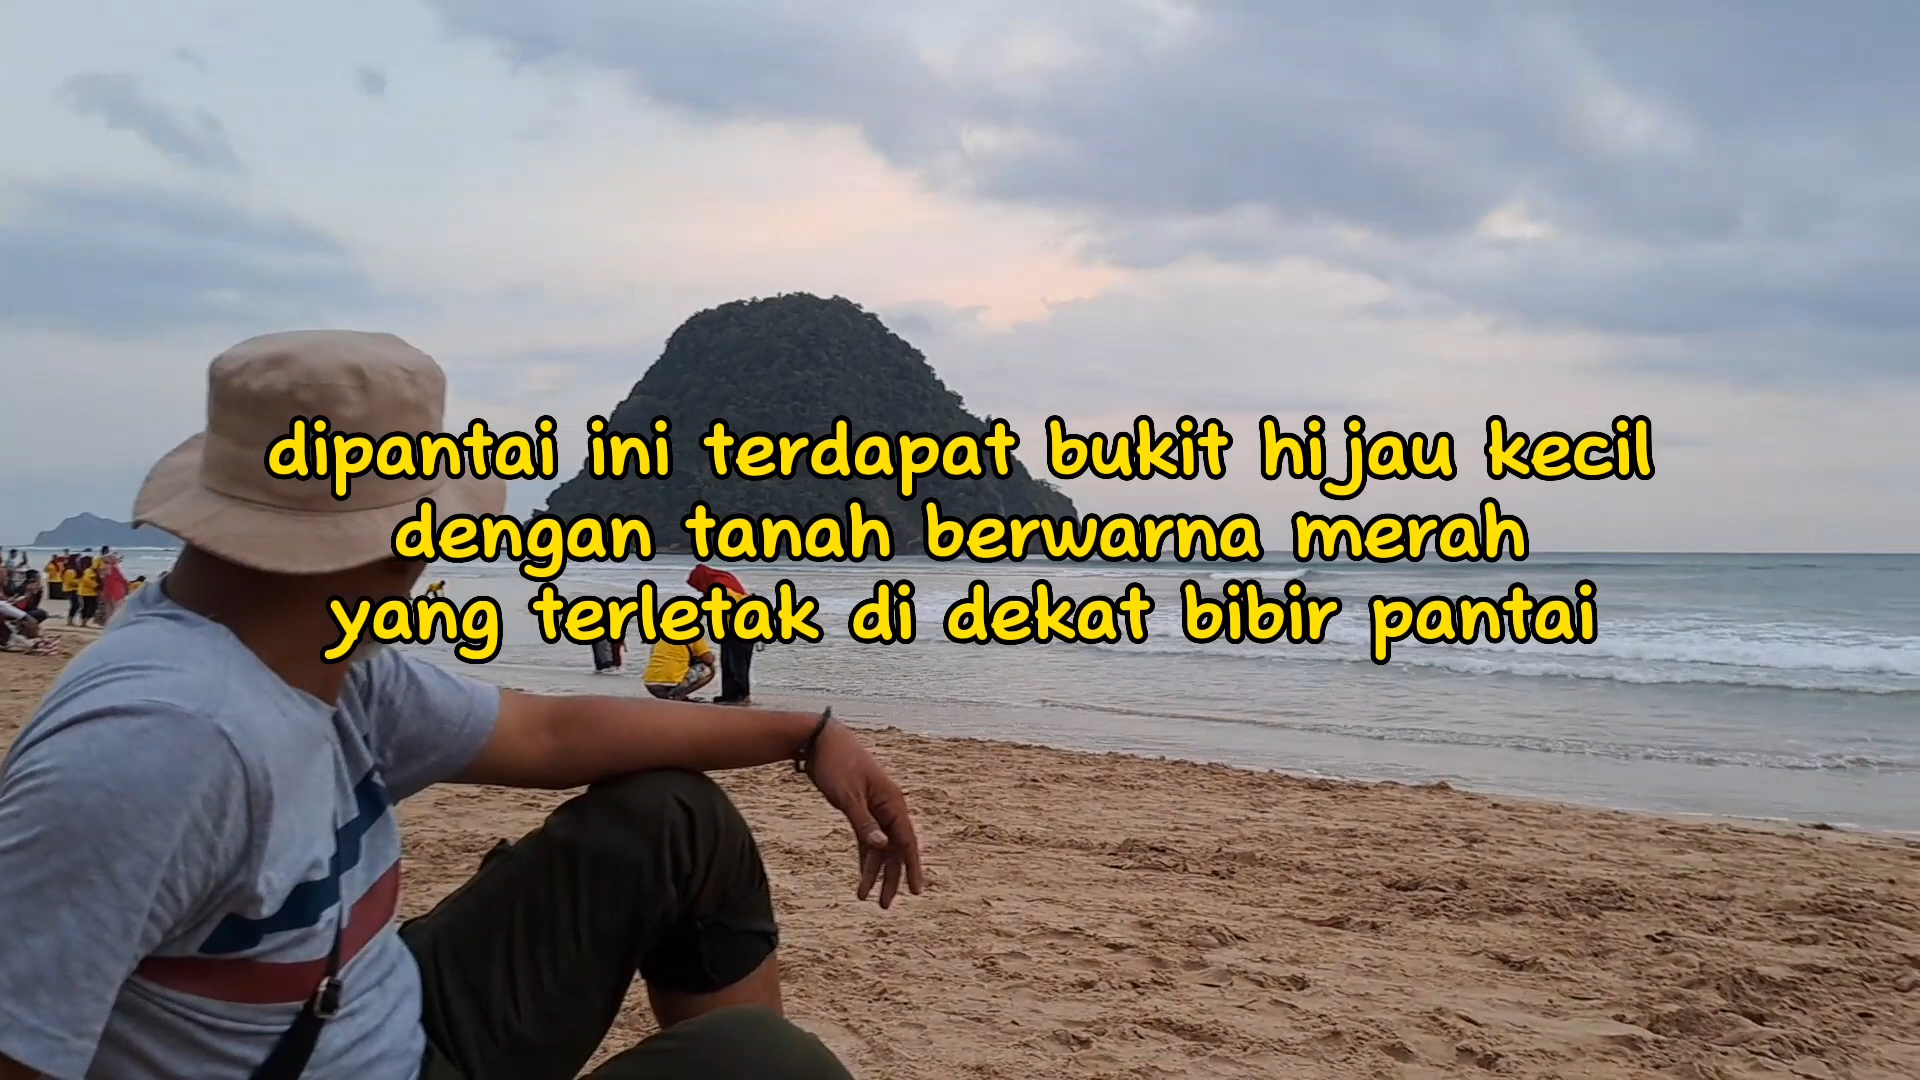 dipantai ini terdapat bukit hijau kecil
dengan tanah berwarna merah
yang terletak di dekat bibir pantai